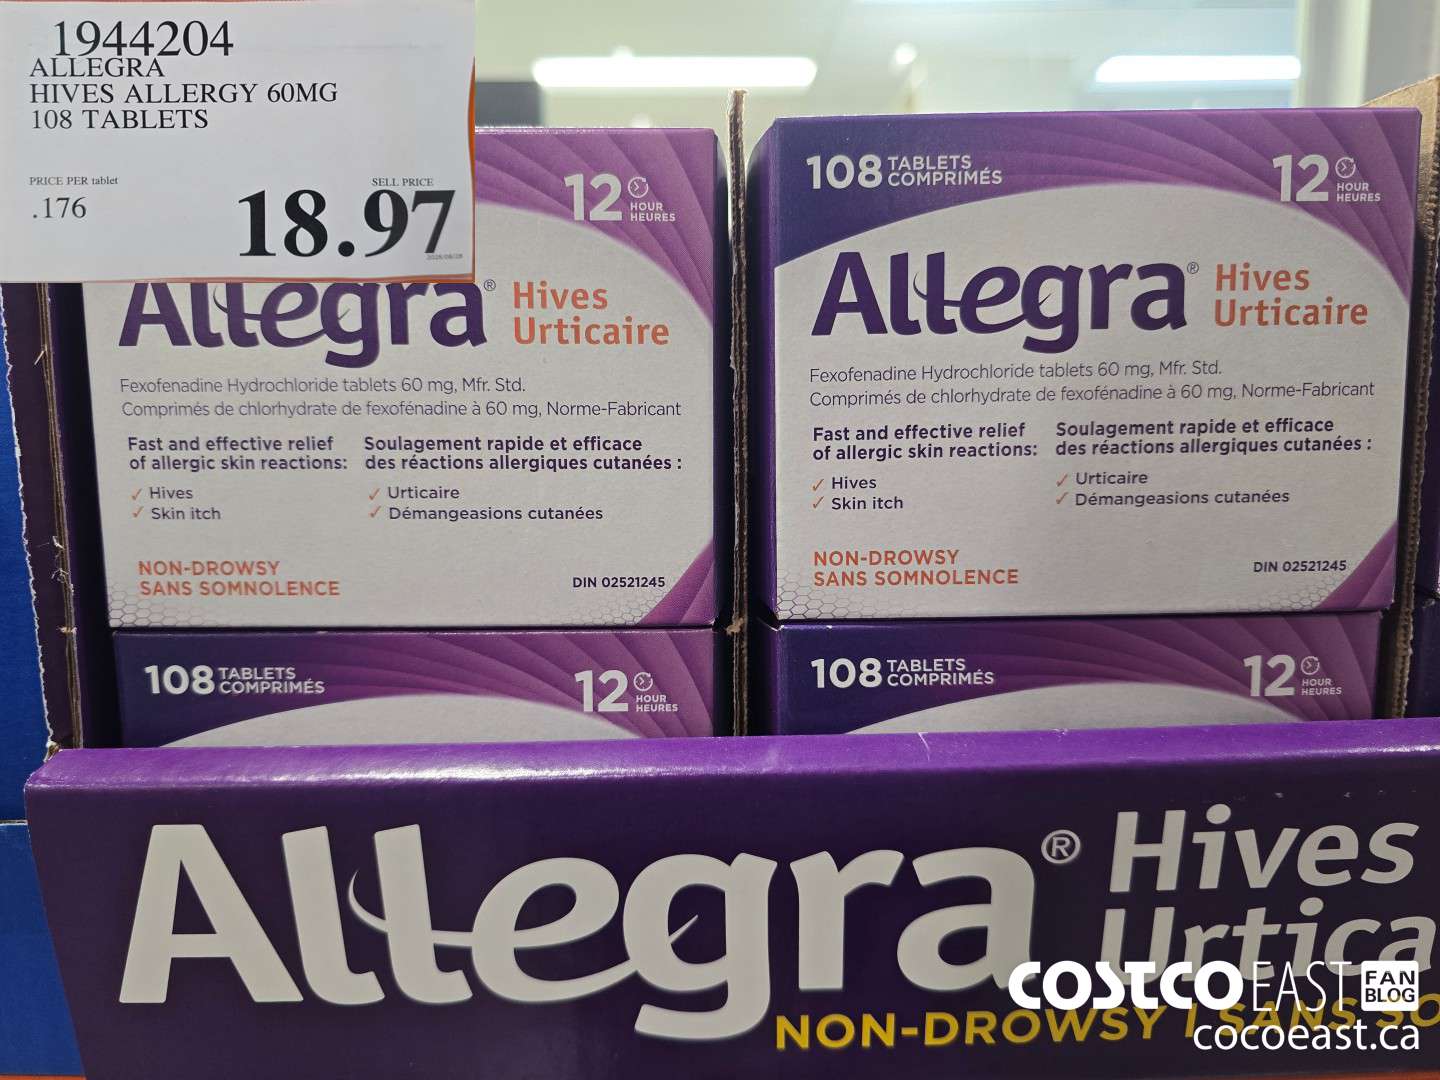 1944204
ALLEGRA
HIVES ALLERGY 60MG
108 TABLETS
PRICE PER tablet
.176
SELL PRICE
18.97
12 HOUR
HEURES
Allegra® Hives
Urticaire
Fexofenadine Hydrochloride tablets 60 mg, Mfr. Std.
Comprimés de chlorhydrate de fexofénadine à 60 mg, Norme-Fabricant
Fast and effective relief
of allergic skin reactions:
✓ Hives
✓ Skin itch
Soulagement rapide et efficace
des réactions allergiques cutanées :
✓ Urticaire
✓ Démangeasions cutanées
NON-DROWSY
SANS SOMNOLENCE
DIN 02521245
108 TABLETS
COMPRIMÉS
12 HOUR
HEURES
Allegra® Hives
Urticaire
Fexofenadine Hydrochloride tablets 60 mg, Mfr. Std.
Comprimés de chlorhydrate de fexofénadine à 60 mg, Norme-Fabricant
Fast and effective relief
of allergic skin reactions:
✓ Hives
✓ Skin itch
Soulagement rapide et efficace
des réactions allergiques cutanées :
✓ Urticaire
✓ Démangeasions cutanées
NON-DROWSY
SANS SOMNOLENCE
DIN 02521245
108 TABLETS
COMPRIMÉS
12 HOUR
HEURES
108 TABLETS
COMPRIMÉS
12 HOUR
HEURES
Allegra® Hives
Urtica
NON-DROWSY | SANS SO
COSTCO EAST FAN
BLOG
cocoeast.ca